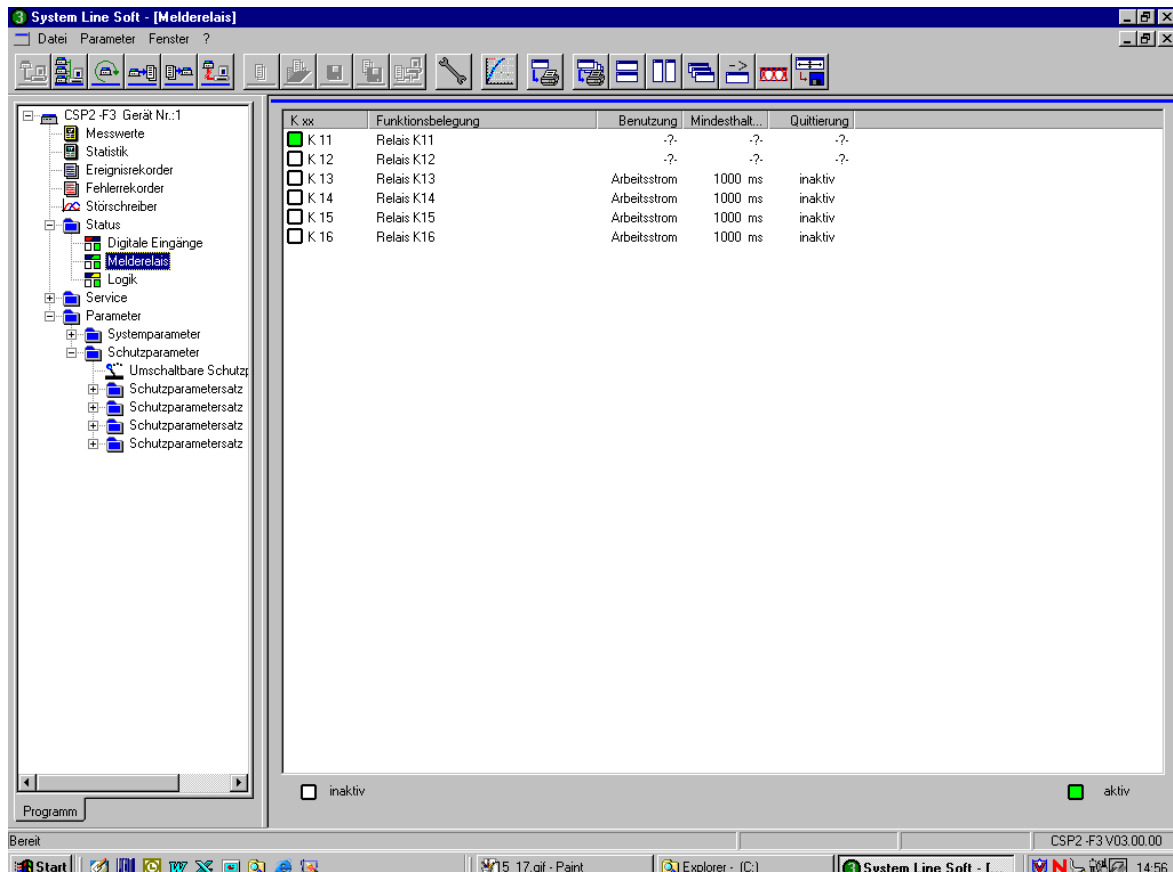 System Line Soft - [Melderelais]
Datei Parameter Fenster ?
CSP2 -F3 Gerät Nr.:1
Messwerte
Statistik
Ereignisrekorder
Fehlerrekorder
Störschreiber
Status
Digitale Eingänge
Melderelais
Logik
Service
Parameter
Systemparameter
Schutzparameter
Umschaltbare Schutzp
Schutzparametersatz
Schutzparametersatz
Schutzparametersatz
Schutzparametersatz
Programm
K xx Funktionsbelegung Benutzung Mindesthalt... Quittierung
K 11 Relais K11 -?- -?- -?-
K 12 Relais K12 -?- -?- -?-
K 13 Relais K13 Arbeitsstrom 1000 ms inaktiv
K 14 Relais K14 Arbeitsstrom 1000 ms inaktiv
K 15 Relais K15 Arbeitsstrom 1000 ms inaktiv
K 16 Relais K16 Arbeitsstrom 1000 ms inaktiv
inaktiv aktiv
Bereit CSP2 -F3 V03.00.00
Start 15_17.gif - Paint Explorer - (C:) System Line Soft - [... 14:56